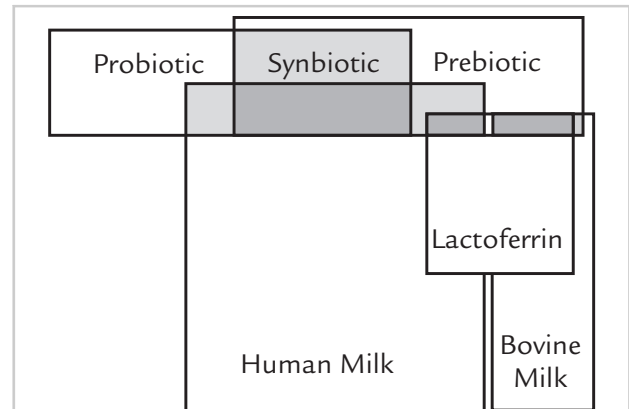 Probiotic Synbiotic Prebiotic
Lactoferrin
Human Milk
Bovine
Milk